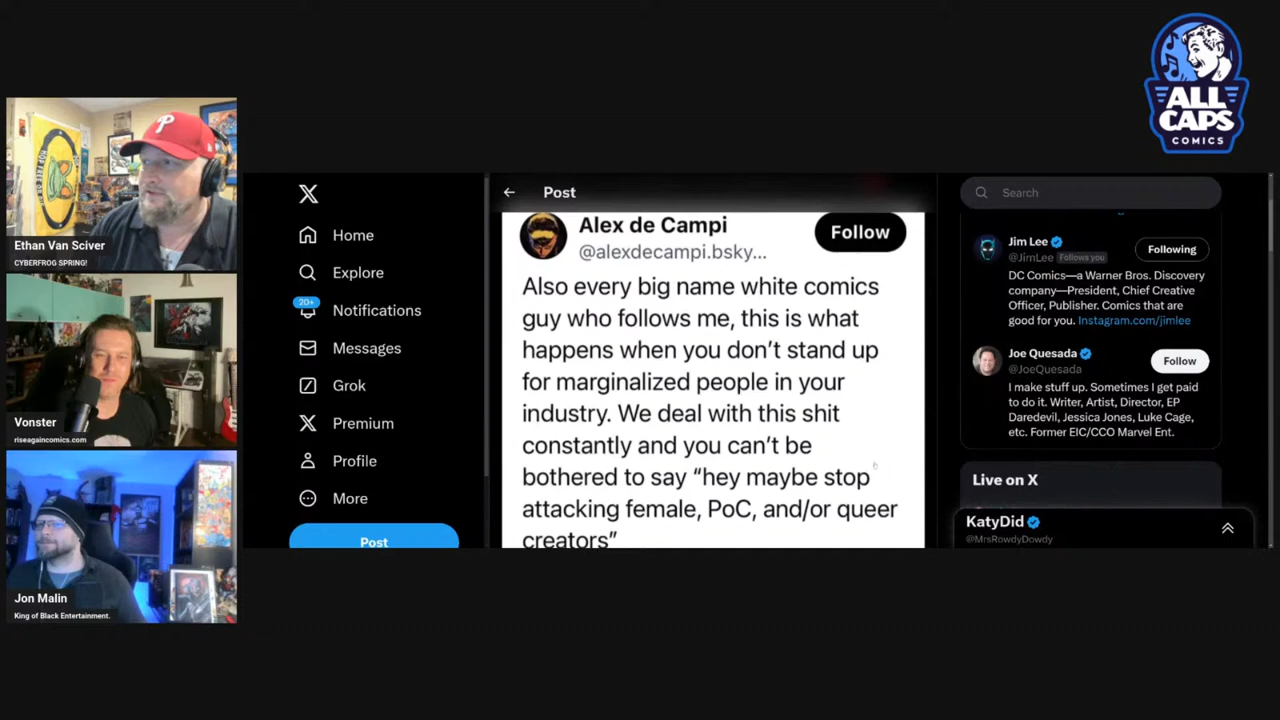 ALL
CAPS
COMICS
P
Ethan Van Sciver
CYBERFROG SPRING!
Vonster
riseagaincomics.com
Jon Malin
King of Black Entertainment.
Home
Explore
20+
Notifications
Messages
Grok
Premium
Profile
More
Post
Post
Alex de Campi
@alexdecampi.bsky...
Follow
Also every big name white comics
guy who follows me, this is what
happens when you don't stand up
for marginalized people in your
industry. We deal with this shit
constantly and you can't be
bothered to say “hey maybe stop
attacking female, PoC, and/or queer
creators”
Search
Jim Lee
@JimLee Follows you
Following
DC Comics—a Warner Bros. Discovery
company—President, Chief Creative
Officer, Publisher. Comics that are
good for you. Instagram.com/jimlee
Joe Quesada
@JoeQuesada
Follow
I make stuff up. Sometimes I get paid
to do it. Writer, Artist, Director, EP
Daredevil, Jessica Jones, Luke Cage,
etc. Former EIC/CCO Marvel Ent.
Live on X
KatyDid
@MrsRowdyDowdy